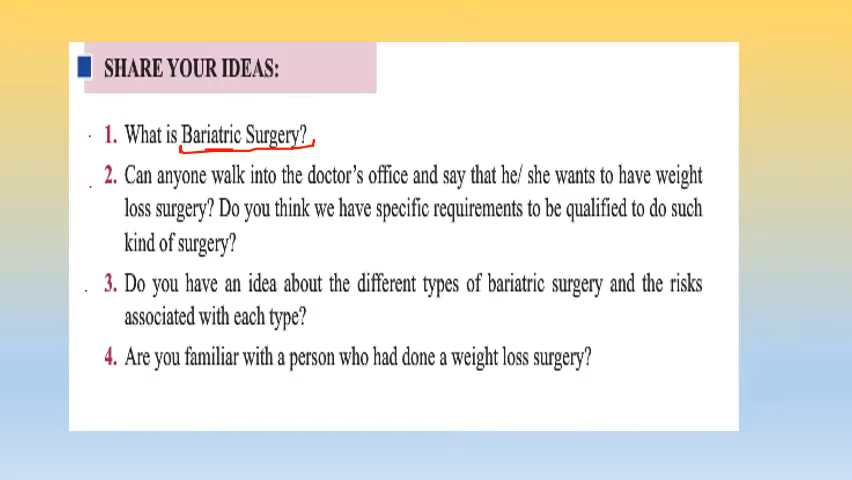 SHARE YOUR IDEAS:
1. What is Bariatric Surgery?
2. Can anyone walk into the doctor's office and say that he/ she wants to have weight
loss surgery? Do you think we have specific requirements to be qualified to do such
kind of surgery?
3. Do you have an idea about the different types of bariatric surgery and the risks
associated with each type?
4. Are you familiar with a person who had done a weight loss surgery?